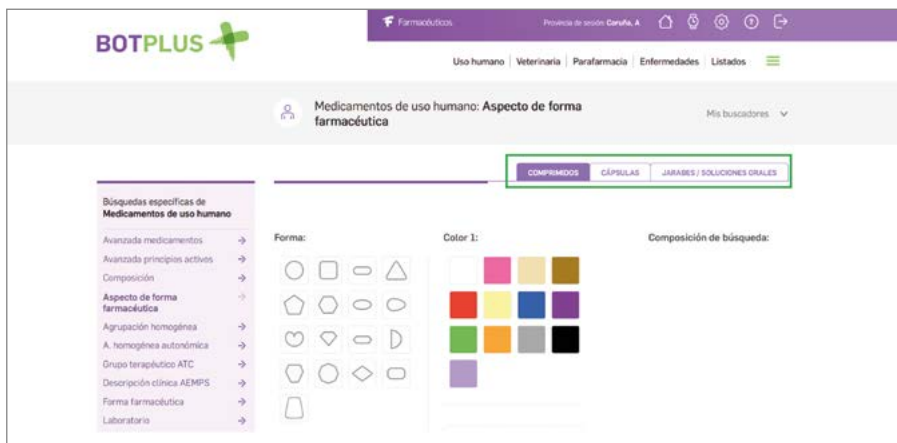 BOTPLUS
Farmacéuticos
Provincia de sesión Coruña, A
Uso humano | Veterinaria | Parafarmacia | Enfermedades | Listados
Medicamentos de uso humano: Aspecto de forma
farmacéutica
Mis buscadores
COMPRIMIDOS
CÁPSULAS
JARABES / SOLUCIONES ORALES
Búsquedas específicas de
Medicamentos de uso humano
Avanzada medicamentos
Avanzada principios activos
Composición
Aspecto de forma
farmacéutica
Agrupación homogénea
A. homogénea autonómica
Grupo terapéutico ATC
Descripción clínica AEMPS
Forma farmacéutica
Laboratorio
Forma:
Color 1:
Composición de búsqueda: